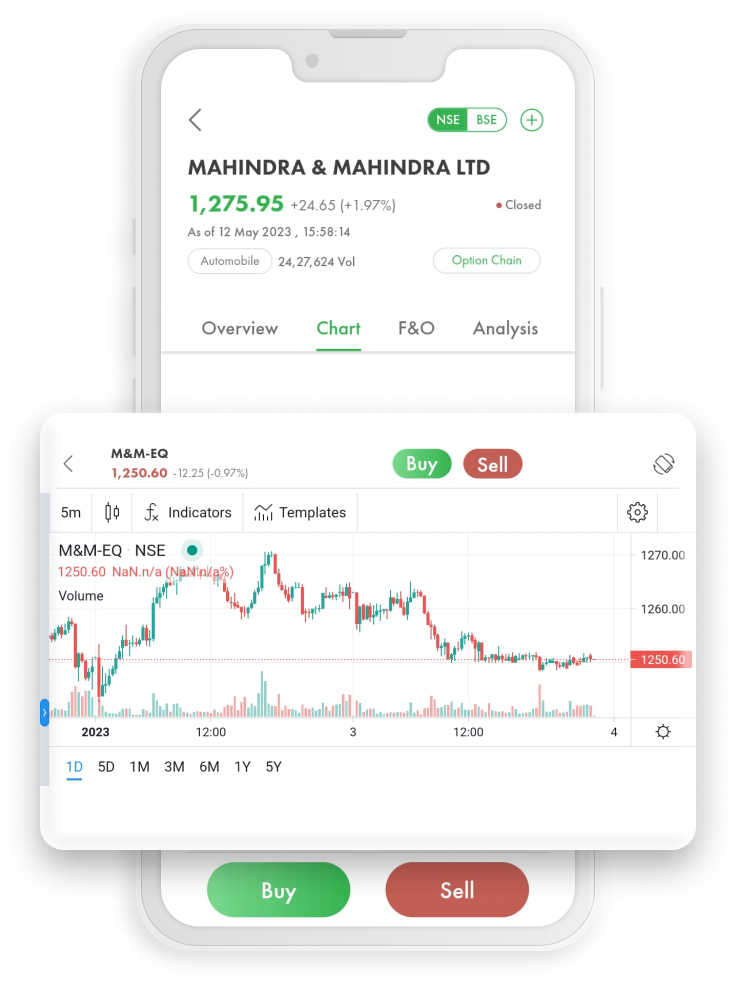 NSE BSE
MAHINDRA & MAHINDRA LTD
1,275.95 +24.65 (+1.97%) Closed
As of 12 May 2023 , 15:58:14
Automobile 24,27,624 Vol Option Chain
Overview Chart F&O Analysis
M&M-EQ
1,250.60 -12.25 (-0.97%)
Buy Sell
5m Indicators Templates
M&M-EQ · NSE
1250.60 NaN.n/a (NaN.n/a%)
Volume
1270.00
1260.00
1250.60
2023 12:00 3 12:00 4
1D 5D 1M 3M 6M 1Y 5Y
Buy Sell